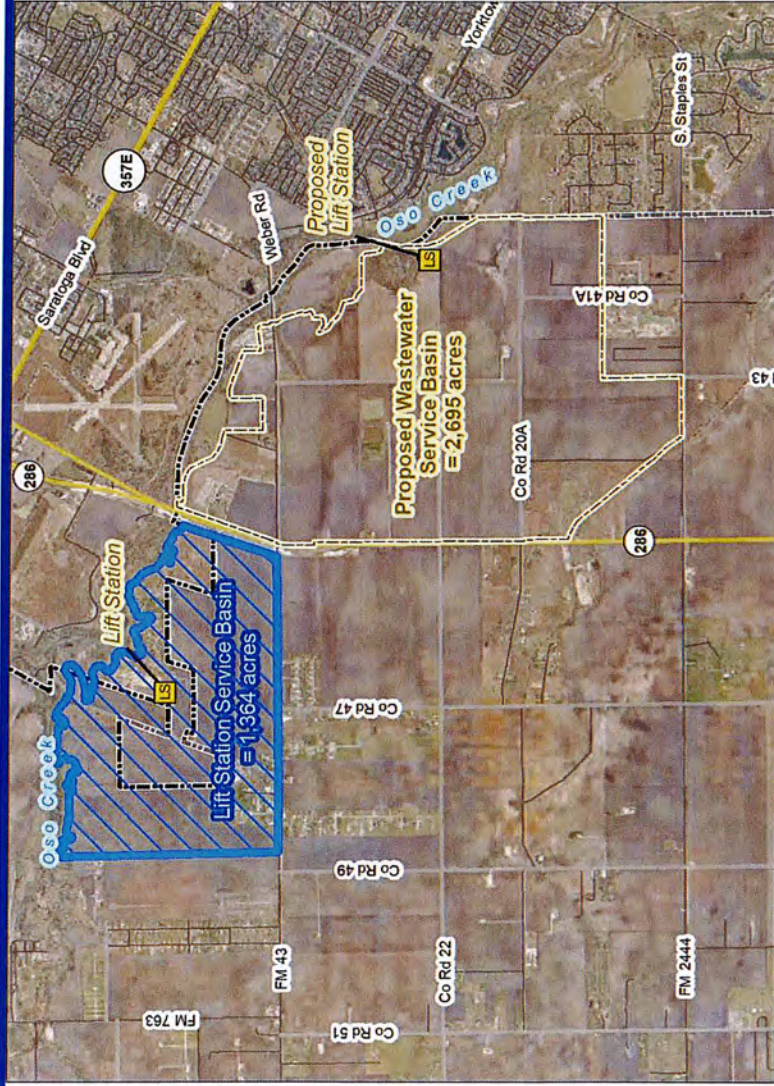 Saratoga Blvd
357E
286
Weber Rd
Proposed
Lift Station
Oso Creek
LS
Lift Station
LS
Oso Creek
Lift Station Service Basin
= 1,364 acres
Proposed Wastewater
Service Basin
= 2,695 acres
S. Staples St
Co Rd 41A
Co Rd 20A
286
Co Rd 47
Co Rd 49
FM 43
Co Rd 22
FM 2444
FM 763
Co Rd 51
43